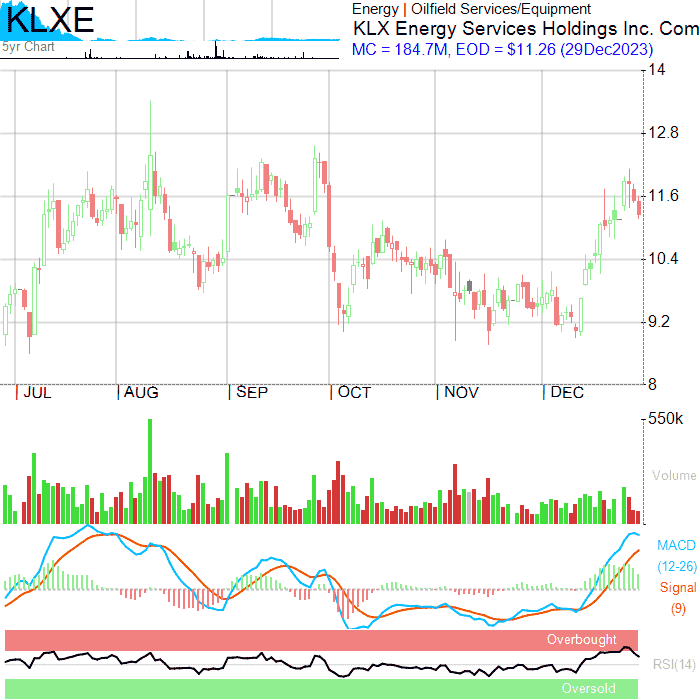 KLXE
5yr Chart
Energy | Oilfield Services/Equipment
KLX Energy Services Holdings Inc. Com
MC = 184.7M, EOD = $11.26 (29Dec2023)
14
12.8
11.6
10.4
9.2
8
JUL AUG SEP OCT NOV DEC
550k
Volume
MACD
(12-26)
Signal
(9)
Overbought
RSI(14)
Oversold